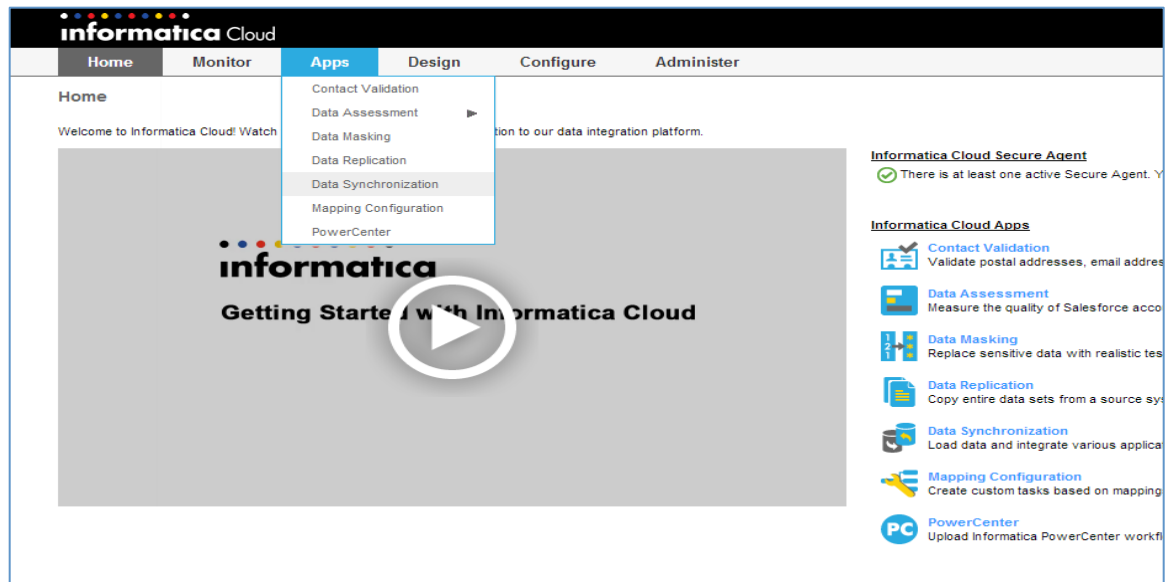 informatica Cloud
Home Monitor Apps Design Configure Administer
Contact Validation
Data Assessment
Data Masking
Data Replication
Data Synchronization
Mapping Configuration
PowerCenter
Home
Welcome to Informatica Cloud! Watch tion to our data integration platform.
informatica
Getting Started with Informatica Cloud
Informatica Cloud Secure Agent
There is at least one active Secure Agent. Y
Informatica Cloud Apps
Contact Validation
Validate postal addresses, email addres
Data Assessment
Measure the quality of Salesforce acco
Data Masking
Replace sensitive data with realistic tes
Data Replication
Copy entire data sets from a source sy
Data Synchronization
Load data and integrate various applica
Mapping Configuration
Create custom tasks based on mapping
PC
PowerCenter
Upload Informatica PowerCenter workfl